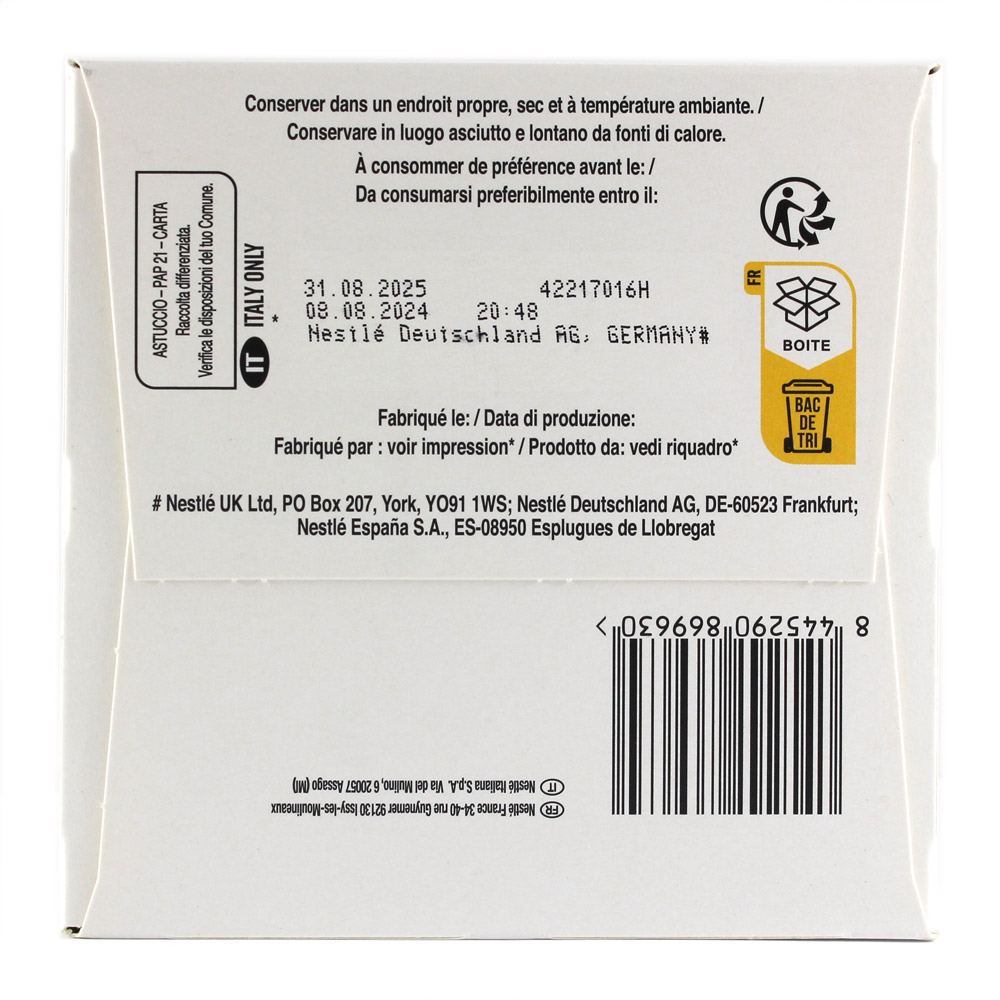 Conserver dans un endroit propre, sec et à température ambiante. /
Conservare in luogo asciutto e lontano da fonti di calore.
À consommer de préférence avant le: /
Da consumarsi preferibilmente entro il:
ASTUCCIO – PAP 21 – CARTA
Raccolta differenziata.
Verifica le disposizioni del tuo Comune.
IT ITALY ONLY
*
31.08.2025 42217016H
08.08.2024 20:48
Nestlé Deutschland AG, GERMANY#
FR
BOITE
BAC
DE
TRI
Fabriqué le: / Data di produzione:
Fabriqué par : voir impression* / Prodotto da: vedi riquadro*
# Nestlé UK Ltd, PO Box 207, York, YO91 1WS; Nestlé Deutschland AG, DE-60523 Frankfurt;
Nestlé España S.A., ES-08950 Esplugues de Llobregat
8 445290 869630 >
FR Nestlé France 34-40 rue Guynemer 92130 Issy-les-Moulineaux
IT Nestlé Italiana S.p.A. Via del Mulino, 6 20057 Assago (MI)